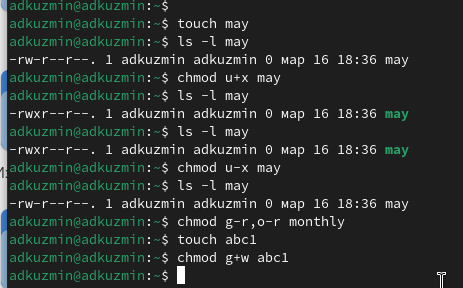 adkuzmin@adkuzmin:~$
adkuzmin@adkuzmin:~$ touch may
adkuzmin@adkuzmin:~$ ls -l may
-rw-r--r--. 1 adkuzmin adkuzmin 0 мар 16 18:36 may
adkuzmin@adkuzmin:~$ chmod u+x may
adkuzmin@adkuzmin:~$ ls -l may
-rwxr--r--. 1 adkuzmin adkuzmin 0 мар 16 18:36 may
adkuzmin@adkuzmin:~$ ls -l may
-rwxr--r--. 1 adkuzmin adkuzmin 0 мар 16 18:36 may
adkuzmin@adkuzmin:~$ chmod u-x may
adkuzmin@adkuzmin:~$ ls -l may
-rw-r--r--. 1 adkuzmin adkuzmin 0 мар 16 18:36 may
adkuzmin@adkuzmin:~$ chmod g-r,o-r monthly
adkuzmin@adkuzmin:~$ touch abc1
adkuzmin@adkuzmin:~$ chmod g+w abc1
adkuzmin@adkuzmin:~$